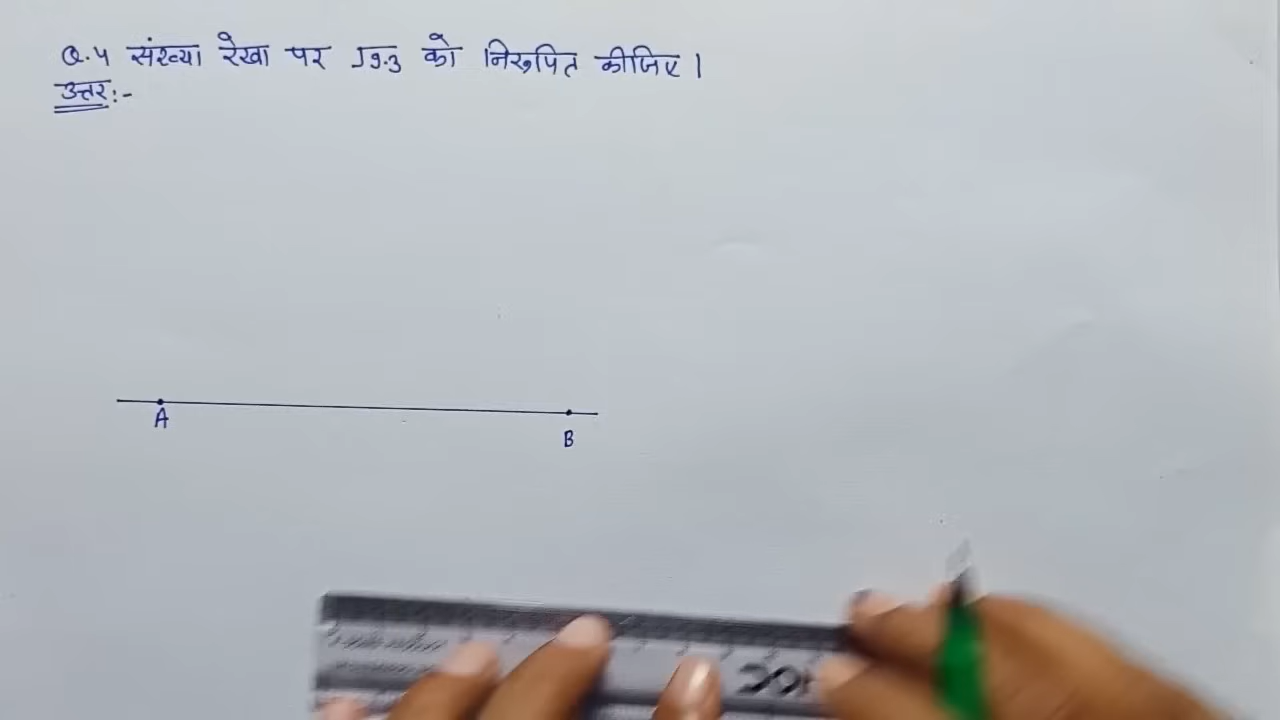 Q.4 संख्या रेखा पर √9.3 को निरुपित कीजिए ।
उत्तर:-
A
B